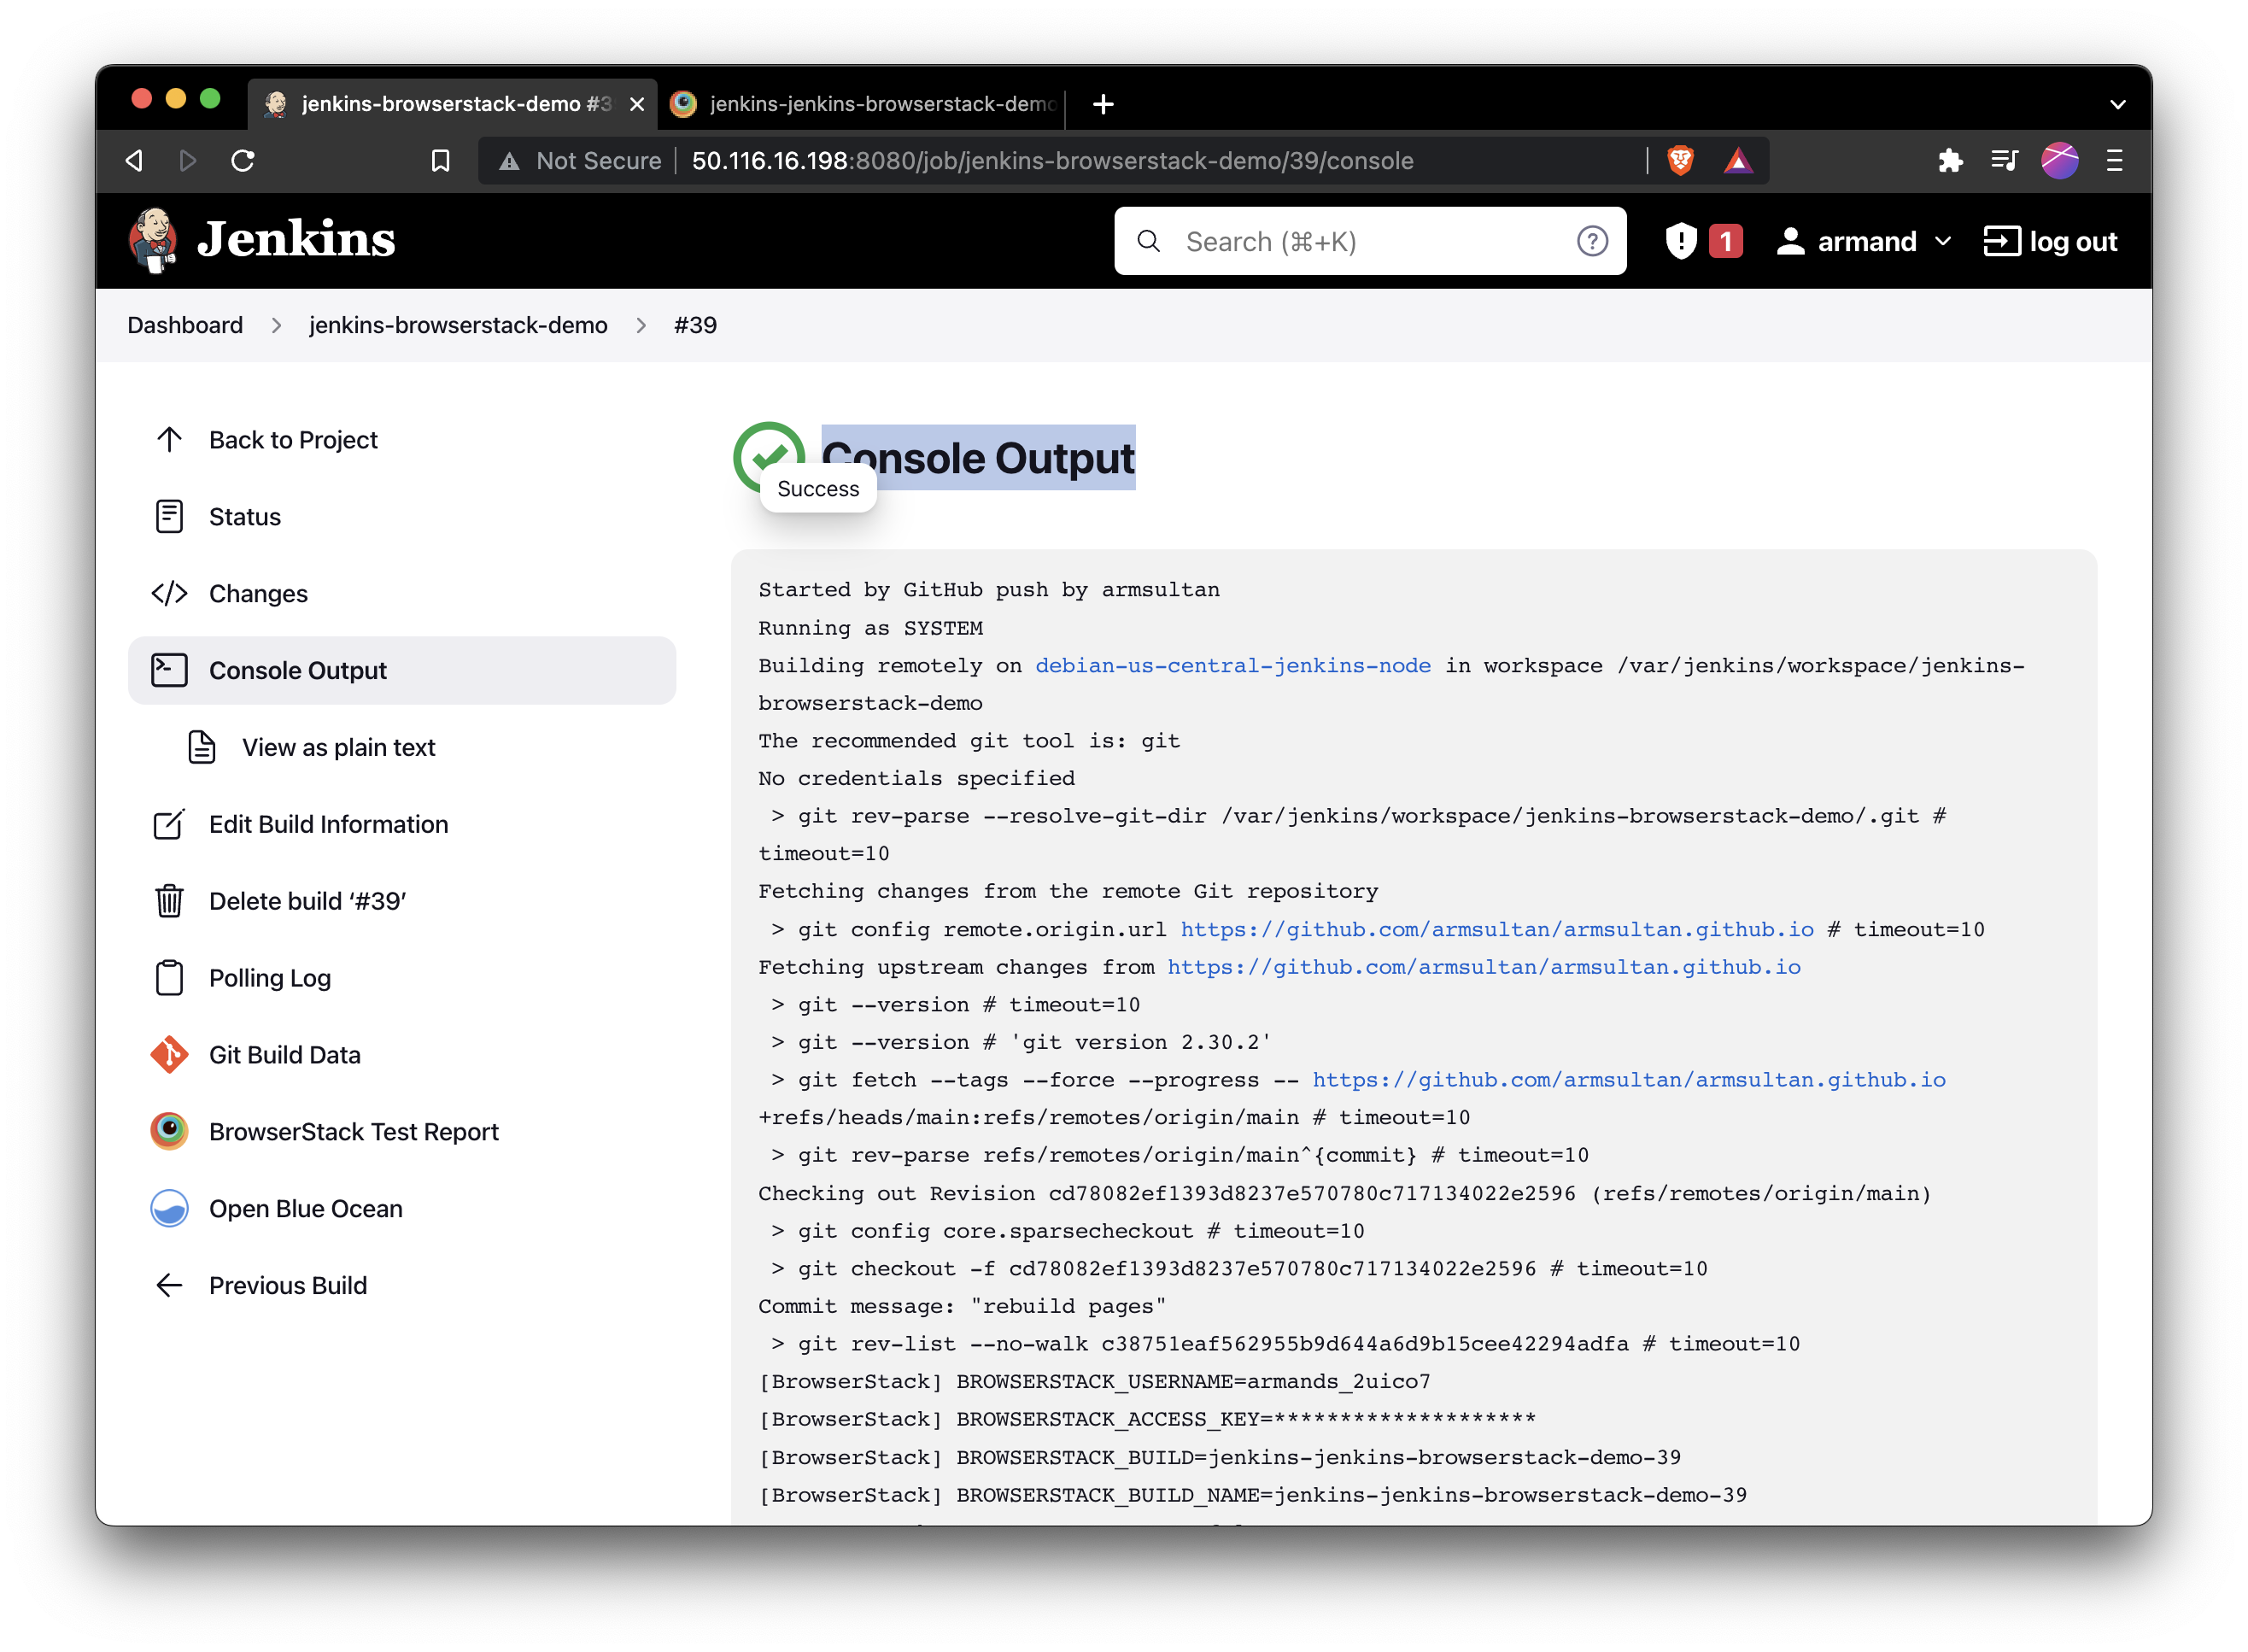 jenkins-browserstack-demo #3
jenkins-jenkins-browserstack-demo
Not Secure
50.116.16.198:8080/job/jenkins-browserstack-demo/39/console
Jenkins
Search (⌘+K)
1
armand
log out
Dashboard
jenkins-browserstack-demo
#39
Back to Project
Status
Changes
Console Output
View as plain text
Edit Build Information
Delete build ‘#39’
Polling Log
Git Build Data
BrowserStack Test Report
Open Blue Ocean
Previous Build
Console Output
Success
Started by GitHub push by armsultan
Running as SYSTEM
Building remotely on debian-us-central-jenkins-node in workspace /var/jenkins/workspace/jenkins-
browserstack-demo
The recommended git tool is: git
No credentials specified
 > git rev-parse --resolve-git-dir /var/jenkins/workspace/jenkins-browserstack-demo/.git #
timeout=10
Fetching changes from the remote Git repository
 > git config remote.origin.url https://github.com/armsultan/armsultan.github.io # timeout=10
Fetching upstream changes from https://github.com/armsultan/armsultan.github.io
 > git --version # timeout=10
 > git --version # 'git version 2.30.2'
 > git fetch --tags --force --progress -- https://github.com/armsultan/armsultan.github.io
+refs/heads/main:refs/remotes/origin/main # timeout=10
 > git rev-parse refs/remotes/origin/main^{commit} # timeout=10
Checking out Revision cd78082ef1393d8237e570780c717134022e2596 (refs/remotes/origin/main)
 > git config core.sparsecheckout # timeout=10
 > git checkout -f cd78082ef1393d8237e570780c717134022e2596 # timeout=10
Commit message: "rebuild pages"
 > git rev-list --no-walk c38751eaf562955b9d644a6d9b15cee42294adfa # timeout=10
[BrowserStack] BROWSERSTACK_USERNAME=armands_2uico7
[BrowserStack] BROWSERSTACK_ACCESS_KEY=********************
[BrowserStack] BROWSERSTACK_BUILD=jenkins-jenkins-browserstack-demo-39
[BrowserStack] BROWSERSTACK_BUILD_NAME=jenkins-jenkins-browserstack-demo-39